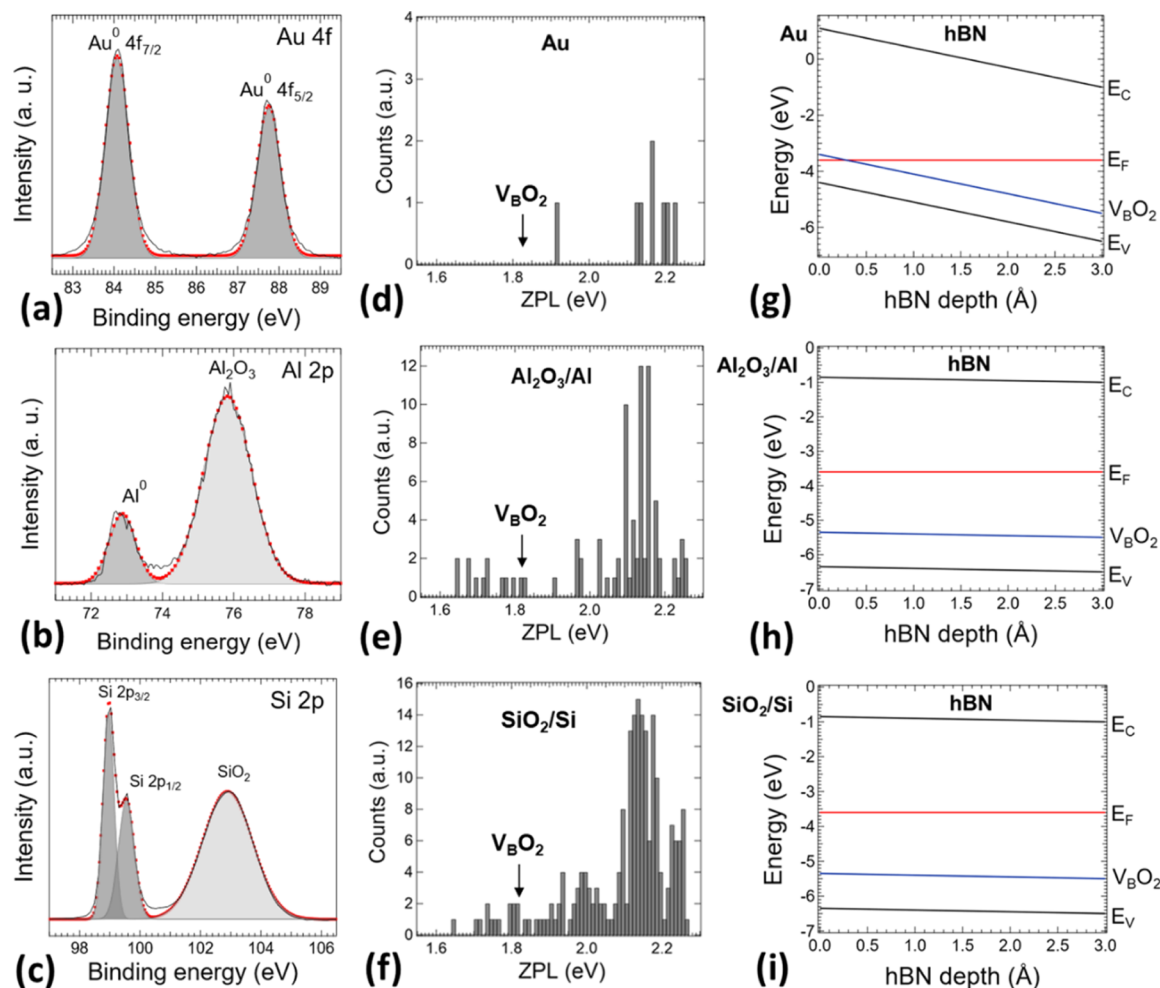 Au⁰ 4f₇/₂
Au 4f
Au⁰ 4f₅/₂
Intensity (a. u.)
83 84 85 86 87 88 89
Binding energy (eV)
(a)
4
3
2
1
0
Counts (a.u.)
Au
V_BO₂
1.6 1.8 2.0 2.2
ZPL (eV)
(d)
Au
hBN
0
-2
-4
-6
Energy (eV)
E_C
E_F
V_BO₂
E_V
0.0 0.5 1.0 1.5 2.0 2.5 3.0
hBN depth (Å)
(g)
Al 2p
Al₂O₃
Al⁰
Intensity (a. u.)
72 74 76 78
Binding energy (eV)
(b)
12
10
8
6
4
2
0
Counts (a.u.)
Al₂O₃/Al
V_BO₂
1.6 1.8 2.0 2.2
ZPL (eV)
(e)
Al₂O₃/Al
hBN
0
-1
-2
-3
-4
-5
-6
-7
Energy (eV)
E_C
E_F
V_BO₂
E_V
0.0 0.5 1.0 1.5 2.0 2.5 3.0
hBN depth (Å)
(h)
Si 2p₃/₂
Si 2p
Si 2p₁/₂
SiO₂
Intensity (a.u.)
98 100 102 104 106
Binding energy (eV)
(c)
16
14
12
10
8
6
4
2
0
Counts (a.u.)
SiO₂/Si
V_BO₂
1.6 1.8 2.0 2.2
ZPL (eV)
(f)
SiO₂/Si
hBN
0
-1
-2
-3
-4
-5
-6
-7
Energy (eV)
E_C
E_F
V_BO₂
E_V
0.0 0.5 1.0 1.5 2.0 2.5 3.0
hBN depth (Å)
(i)